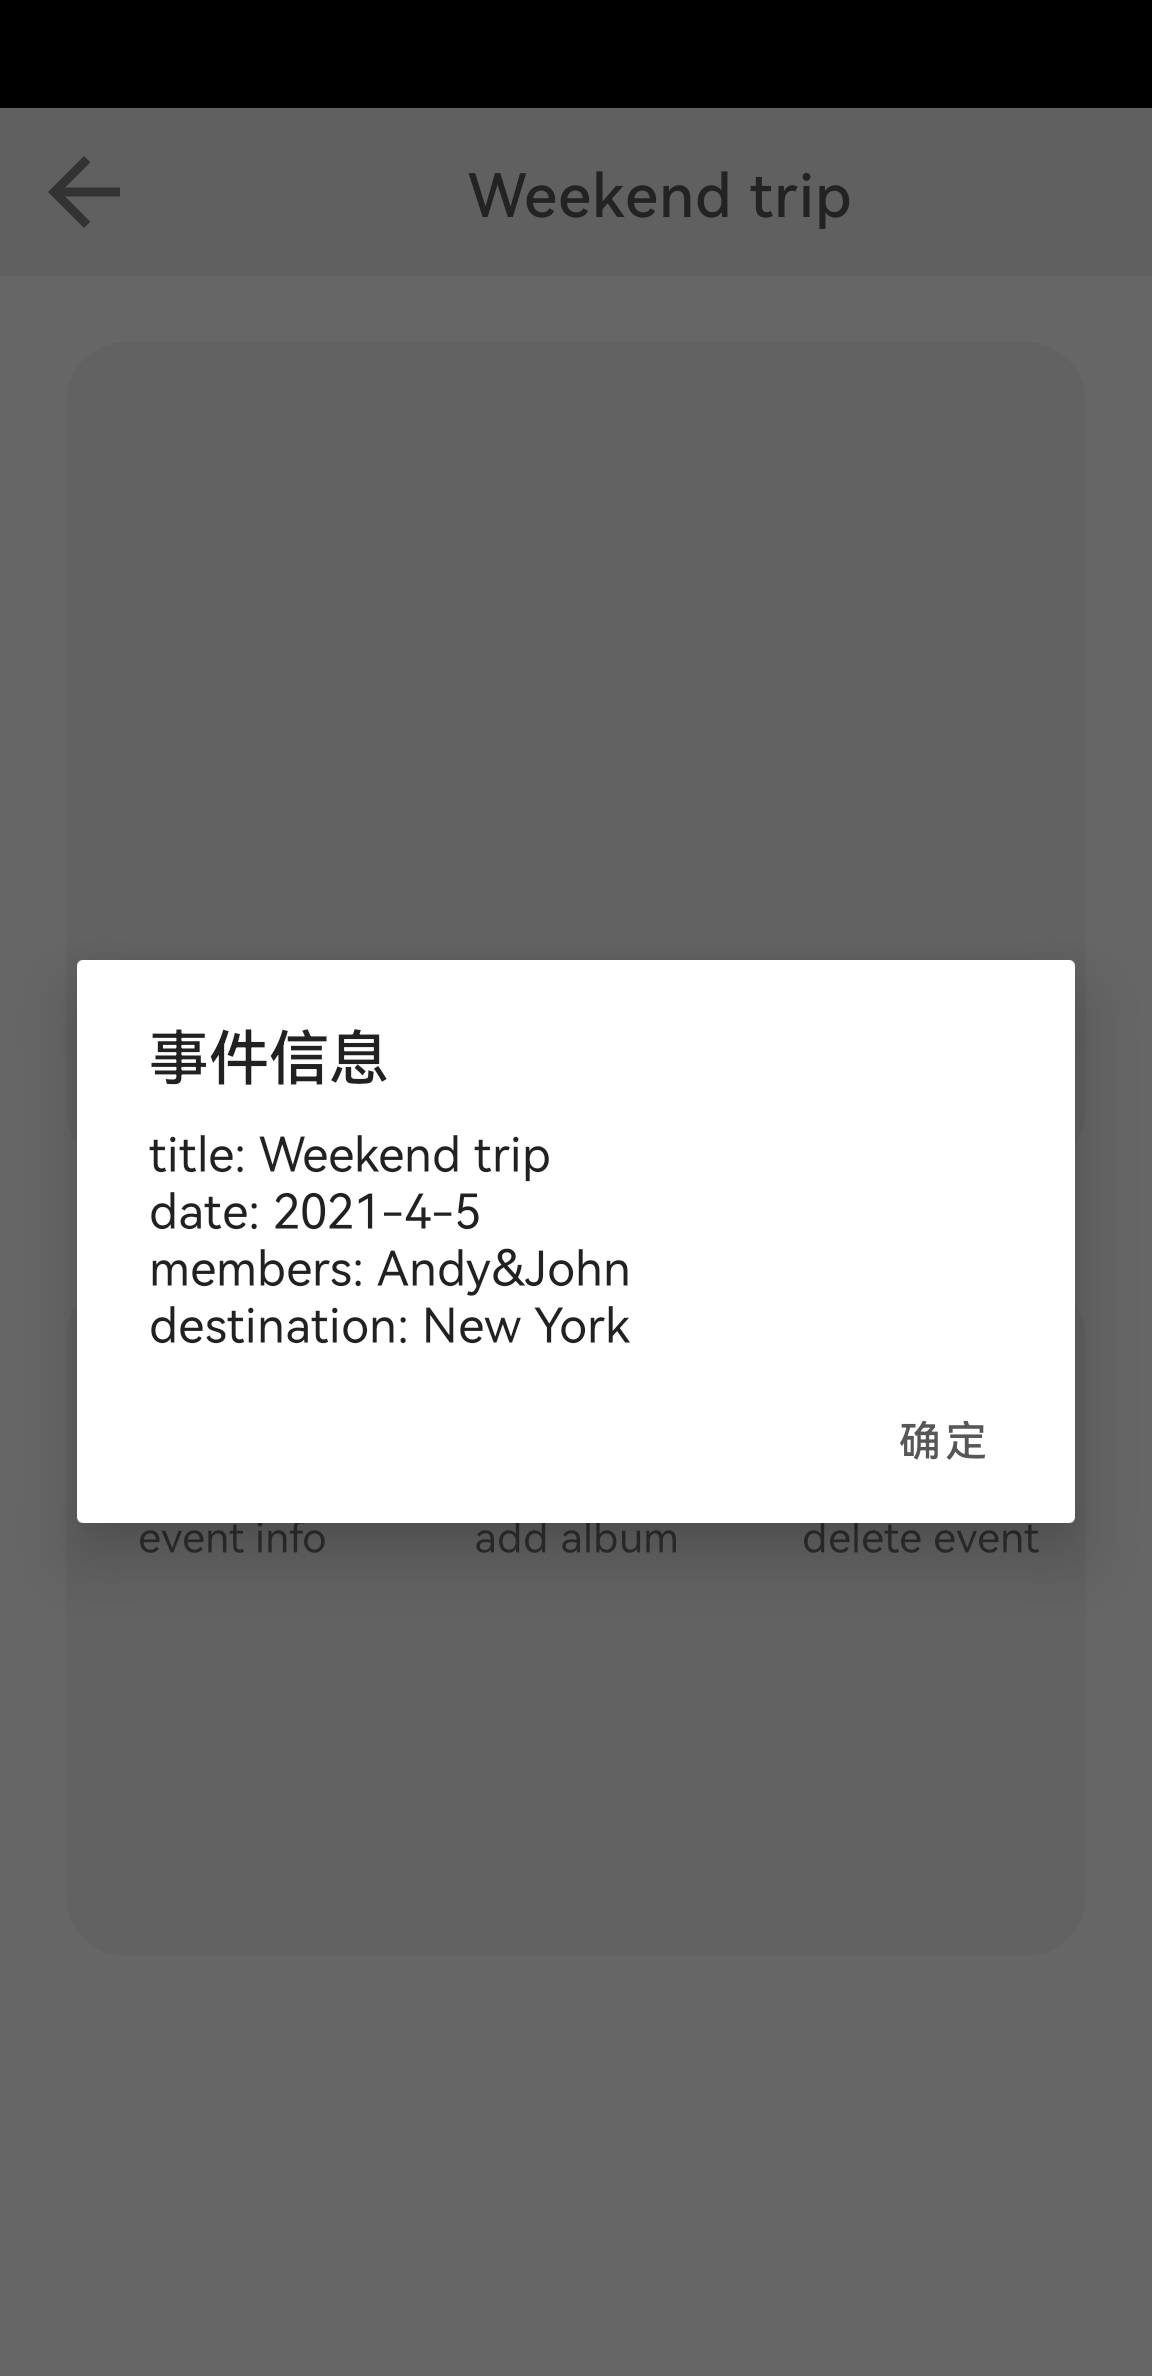 Weekend trip
事件信息
title: Weekend trip
date: 2021-4-5
members: Andy&John
destination: New York
确定
event info
add album
delete event